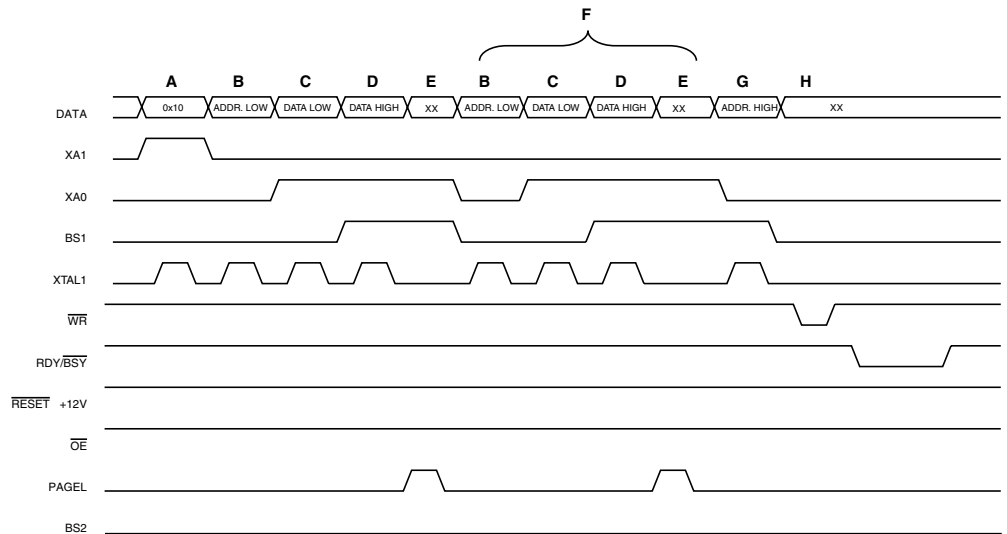 F
A B C D E B C D E G H
DATA 0x10 ADDR. LOW DATA LOW DATA HIGH XX ADDR. LOW DATA LOW DATA HIGH XX ADDR. HIGH XX
XA1
XA0
BS1
XTAL1
WR
RDY/BSY
RESET +12V
OE
PAGEL
BS2